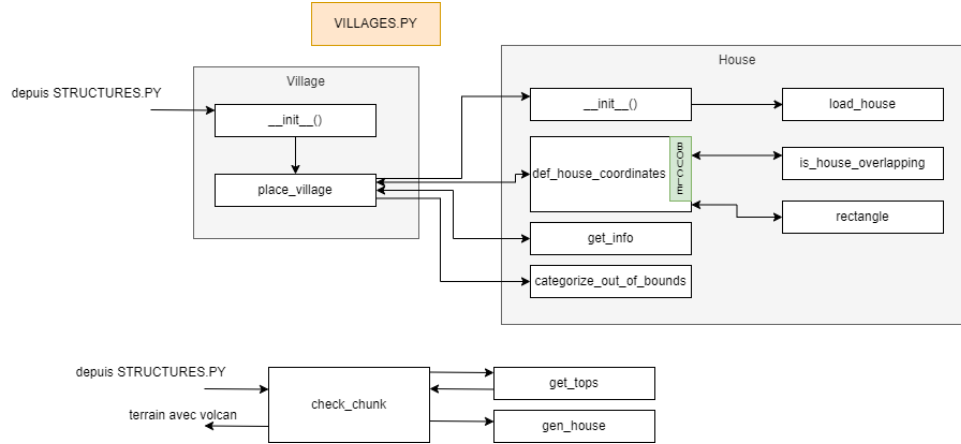 VILLAGES.PY
Village
House
depuis STRUCTURES.PY
__init__()
place_village
__init__()
load_house
def_house_coordinates
BOUCLE
is_house_overlapping
rectangle
get_info
categorize_out_of_bounds
depuis STRUCTURES.PY
terrain avec volcan
check_chunk
get_tops
gen_house